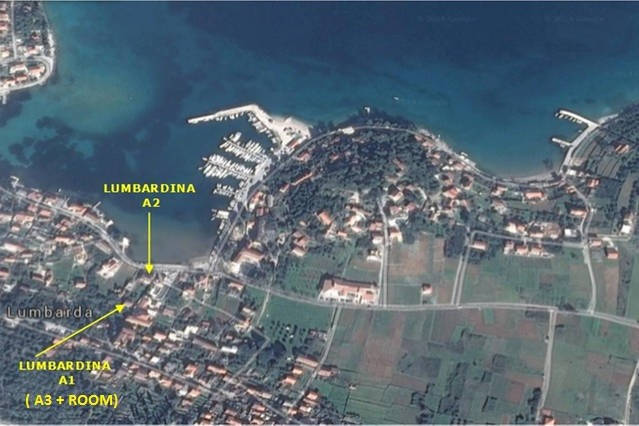 LUMBARDINA
A2
Lumbarda
LUMBARDINA
A1
( A3 + ROOM)